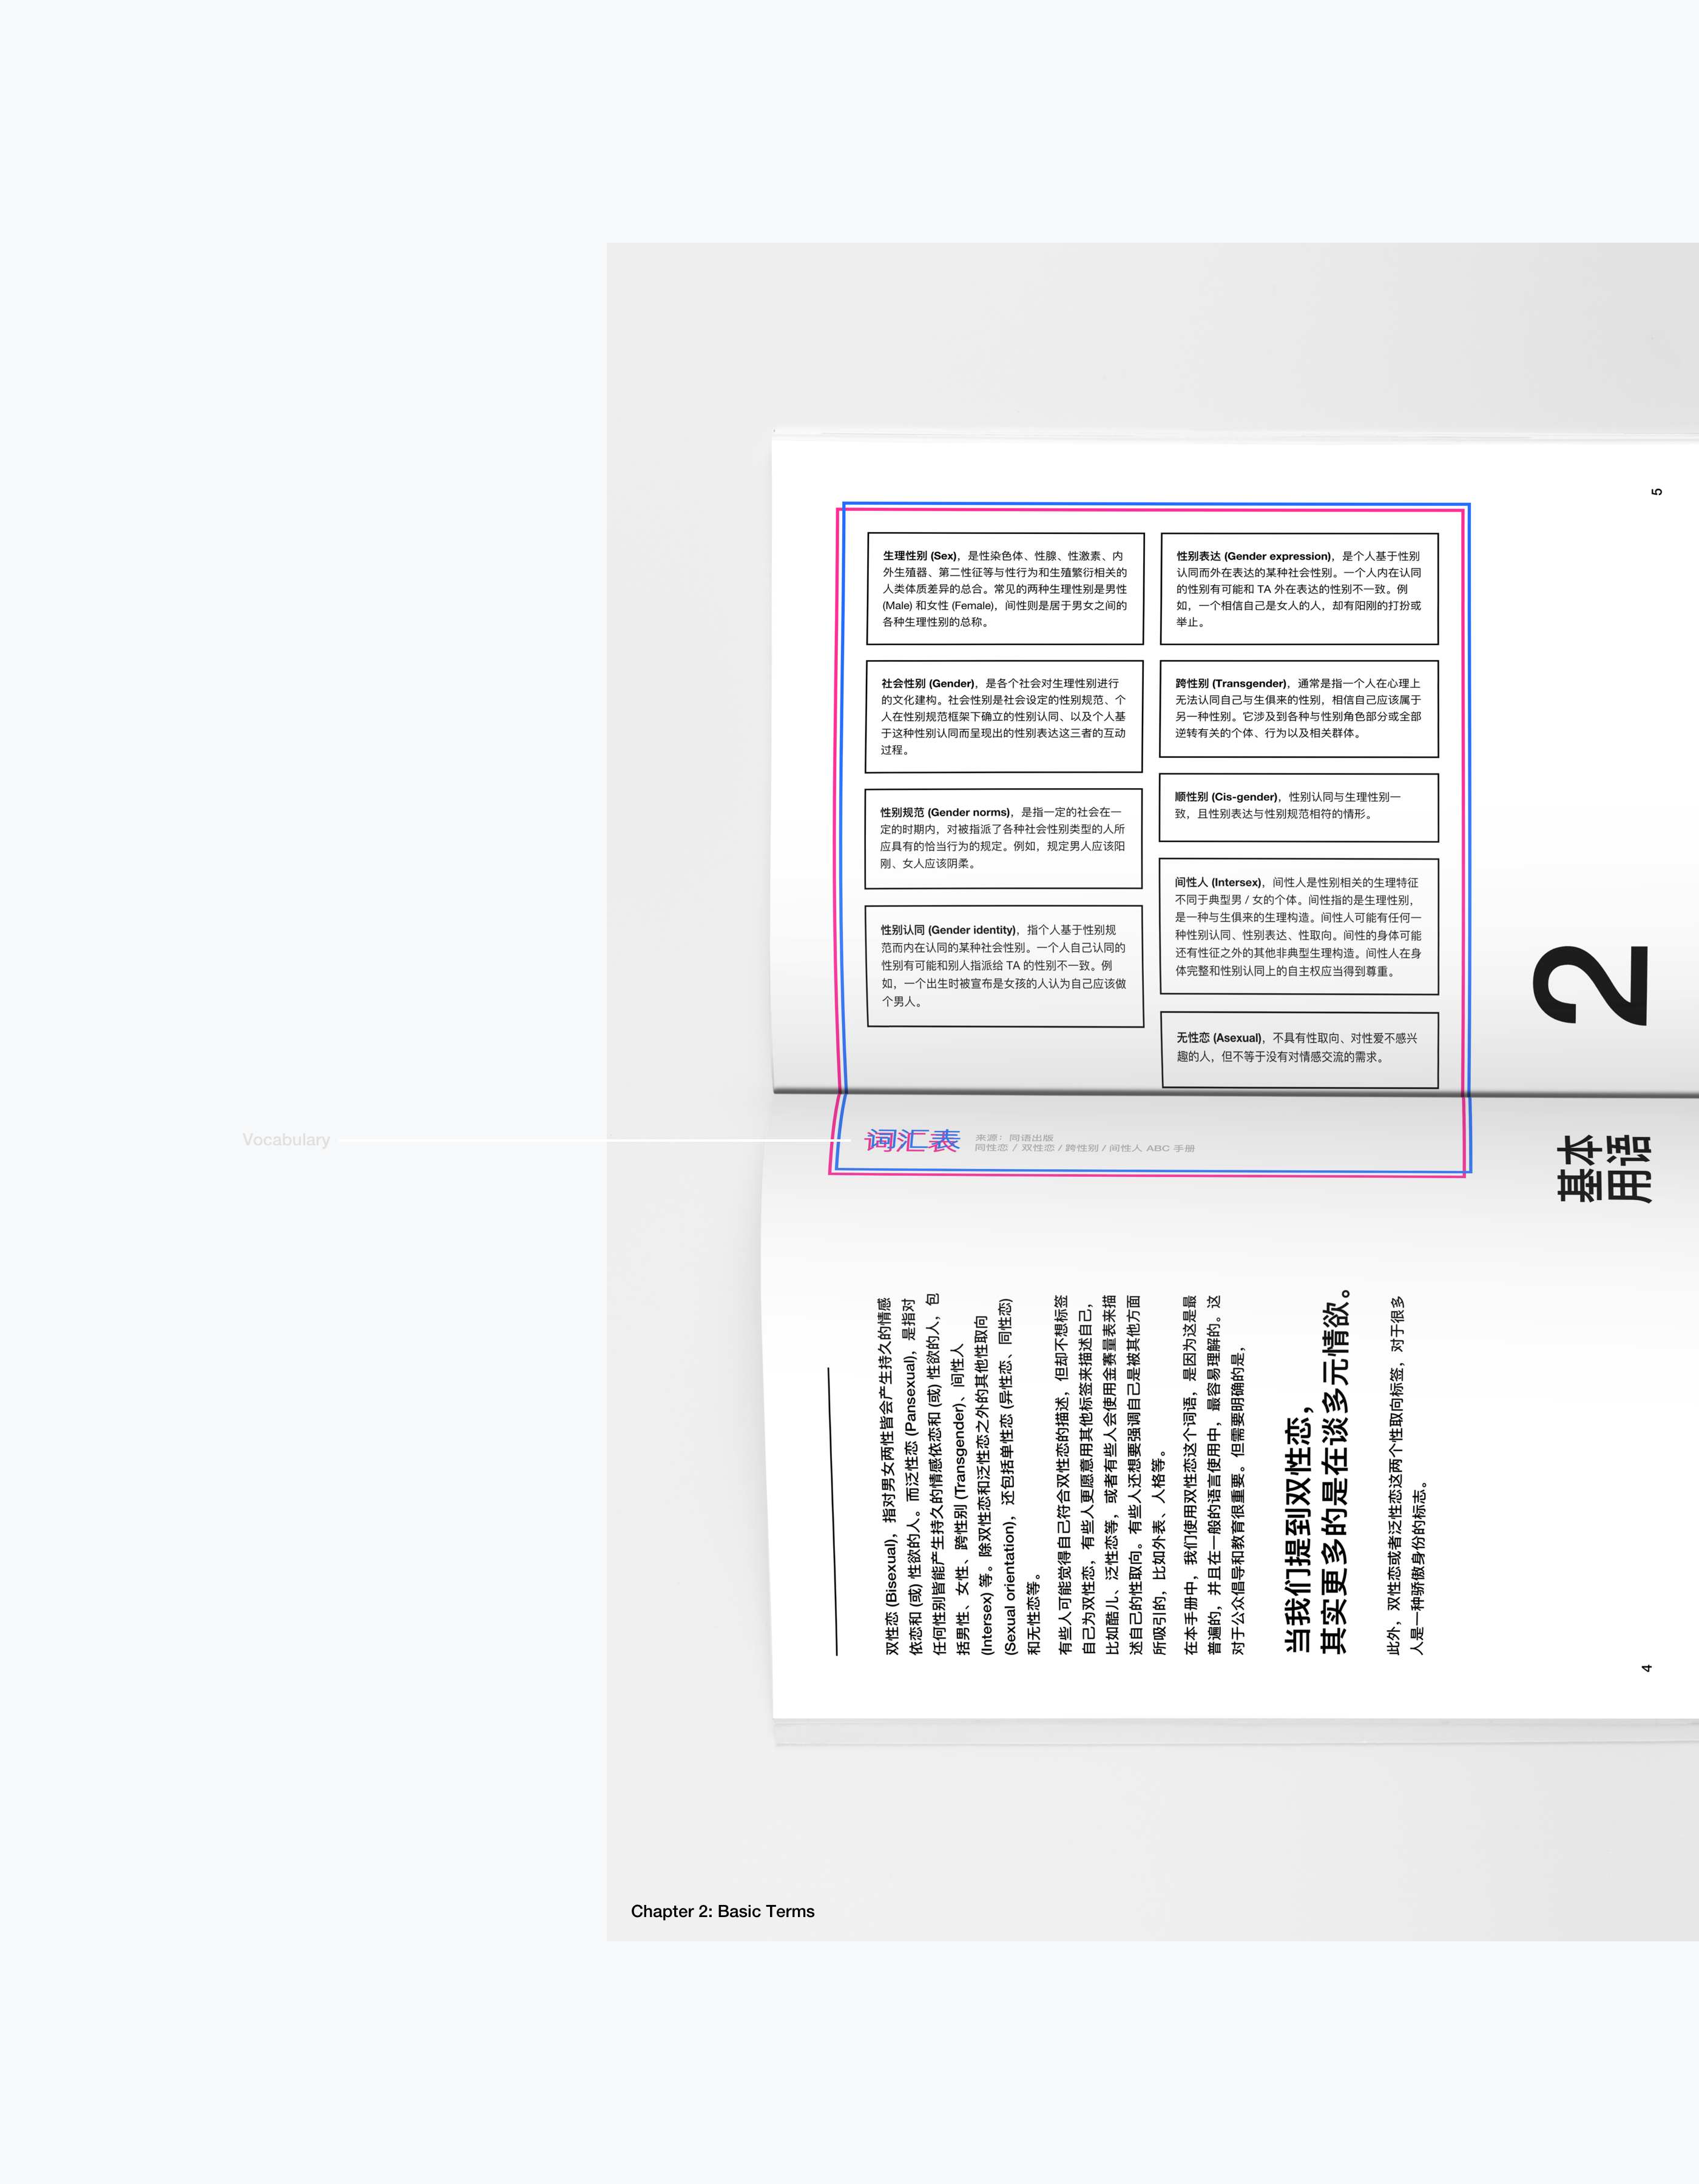 5
生理性别 (Sex)，是性染色体、性腺、性激素、内
外生殖器、第二性征等与性行为和生殖繁衍相关的
人类体质差异的总合。常见的两种生理性别是男性
(Male) 和女性 (Female)，间性则是居于男女之间的
各种生理性别的总称。
社会性别 (Gender)，是各个社会对生理性别进行
的文化建构。社会性别是社会设定的性别规范、个
人在性别规范框架下确立的性别认同、以及个人基
于这种性别认同而呈现出的性别表达这三者的互动
过程。
性别规范 (Gender norms)，是指一定的社会在一
定的时期内，对被指派了各种社会性别类型的人所
应具有的恰当行为的规定。例如，规定男人应该阳
刚、女人应该阴柔。
性别认同 (Gender identity)，指个人基于性别规
范而内在认同的某种社会性别。一个人自己认同的
性别有可能和别人指派给 TA 的性别不一致。例
如，一个出生时被宣布是女孩的人认为自己应该做
个男人。
性别表达 (Gender expression)，是个人基于性别
认同而外在表达的某种社会性别。一个人内在认同
的性别有可能和 TA 外在表达的性别不一致。例
如，一个相信自己是女人的人，却有阳刚的打扮或
举止。
跨性别 (Transgender)，通常是指一个人在心理上
无法认同自己与生俱来的性别，相信自己应该属于
另一种性别。它涉及到各种与性别角色部分或全部
逆转有关的个体、行为以及相关群体。
顺性别 (Cis-gender)，性别认同与生理性别一
致，且性别表达与性别规范相符的情形。
间性人 (Intersex)，间性人是性别相关的生理特征
不同于典型男 / 女的个体。间性指的是生理性别，
是一种与生俱来的生理构造。间性人可能有任何一
种性别认同、性别表达、性取向。间性的身体可能
还有性征之外的其他非典型生理构造。间性人在身
体完整和性别认同上的自主权应当得到尊重。
无性恋 (Asexual)，不具有性取向、对性爱不感兴
趣的人，但不等于没有对情感交流的需求。
Vocabulary
词汇表
来源：同语出版
同性恋 / 双性恋 / 跨性别 / 间性人 ABC 手册
2
基本
用语
双性恋 (Bisexual)，指对男女两性皆会产生持久的情感
依恋和 (或) 性欲的人。而泛性恋 (Pansexual)，是指对
任何性别皆能产生持久的情感依恋和 (或) 性欲的人，包
括男性、女性、跨性别 (Transgender)、间性人
(Intersex) 等。除双性恋和泛性恋之外的其他性取向
(Sexual orientation)，还包括单性恋 (异性恋、同性恋)
和无性恋等。
有些人可能觉得自己符合双性恋的描述，但却不想标签
自己为双性恋，有些人更愿意用其他标签来描述自己，
比如酷儿、泛性恋等，或者有些人会使用金赛量表来描
述自己的性取向。有些人还想要强调自己是被其他方面
所吸引的，比如外表、人格等。
在本手册中，我们使用双性恋这个词语，是因为这是最
普遍的，并且在一般的语言使用中，最容易理解的。这
对于公众倡导和教育很重要。但需要明确的是，
当我们提到双性恋，
其实更多的是在谈多元情欲。
此外，双性恋或者泛性恋这两个性取向标签，对于很多
人是一种骄傲身份的标志。
4
Chapter 2: Basic Terms